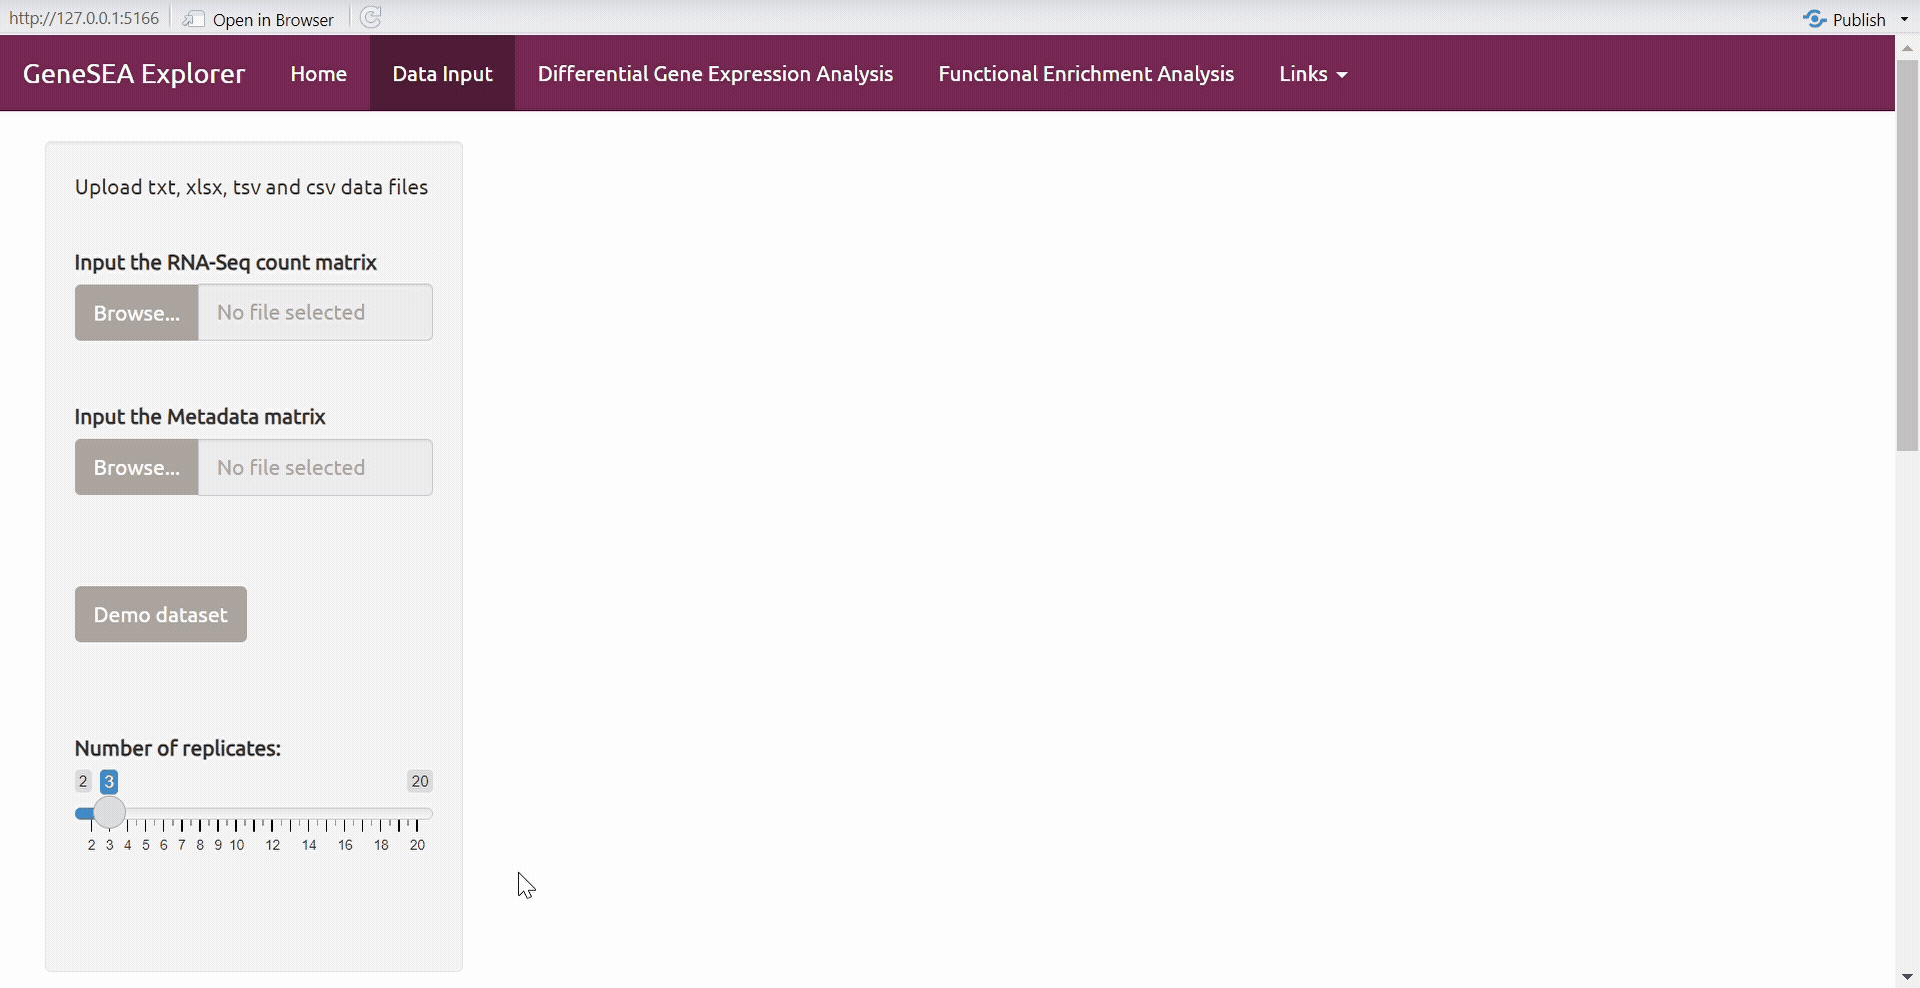 http://127.0.0.1:5166 Open in Browser Publish
GeneSEA Explorer Home Data Input Differential Gene Expression Analysis Functional Enrichment Analysis Links
Upload txt, xlsx, tsv and csv data files
Input the RNA-Seq count matrix
Browse... No file selected
Input the Metadata matrix
Browse... No file selected
Demo dataset
Number of replicates:
2 3 20
2 3 4 5 6 7 8 9 10 12 14 16 18 20